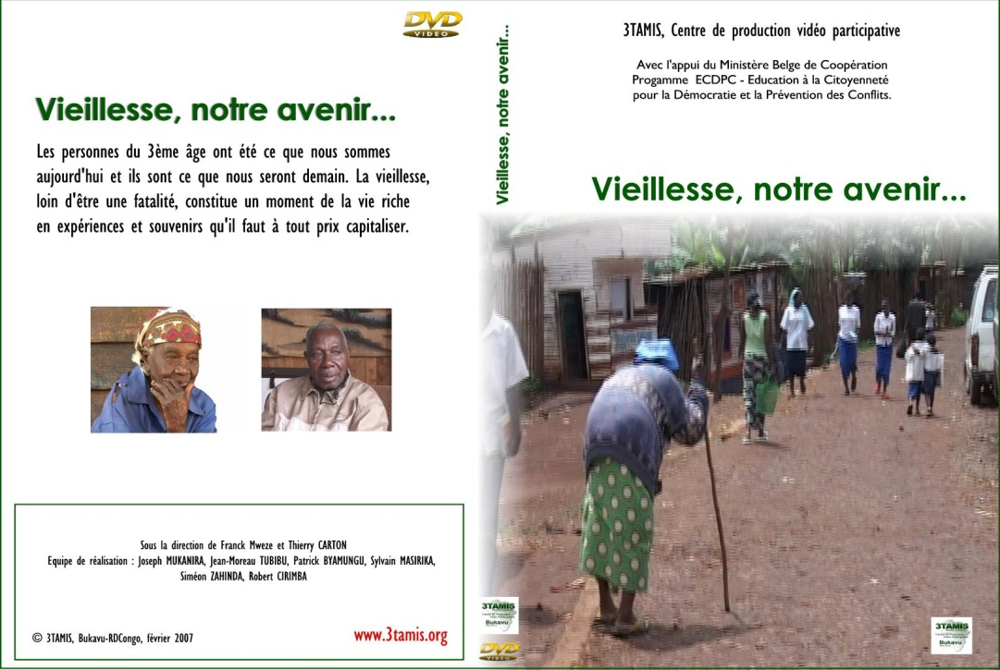 DVD
VIDEO
Vieillesse, notre avenir...
Les personnes du 3ème âge ont été ce que nous sommes
aujourd'hui et ils sont ce que nous seront demain. La vieillesse,
loin d'être une fatalité, constitue un moment de la vie riche
en expériences et souvenirs qu'il faut à tout prix capitaliser.
Sous la direction de Franck Mweze et Thierry CARTON
Equipe de réalisation : Joseph MUKANIRA, Jean-Moreau TUBIBU, Patrick BYAMUNGU, Sylvain MASIRIKA,
Siméon ZAHINDA, Robert CIRIMBA
© 3TAMIS, Bukavu-RDCongo, février 2007
www.3tamis.org
Vieillesse, notre avenir...
3TAMIS
Bukavu
DVD
VIDEO
3TAMIS, Centre de production vidéo participative
Avec l'appui du Ministère Belge de Coopération
Progamme ECDPC - Education à la Citoyenneté
pour la Démocratie et la Prévention des Conflits.
Vieillesse, notre avenir...
3TAMIS
Bukavu